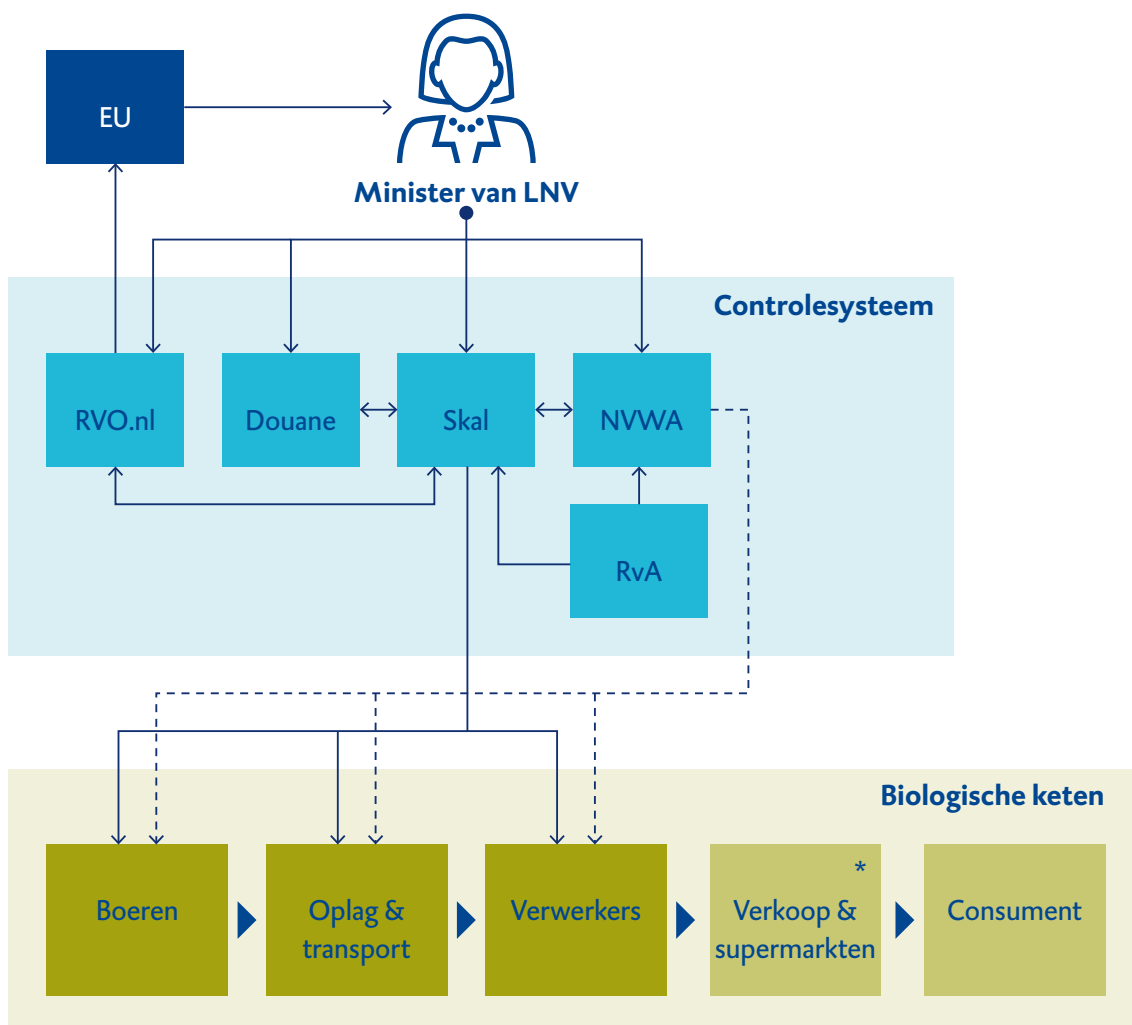 EU
Minister van LNV
Controlesysteem
RVO.nl
Douane
Skal
NVWA
RvA
Biologische keten
Boeren
Oplag &
transport
Verwerkers
*
Verkoop &
supermarkten
Consument